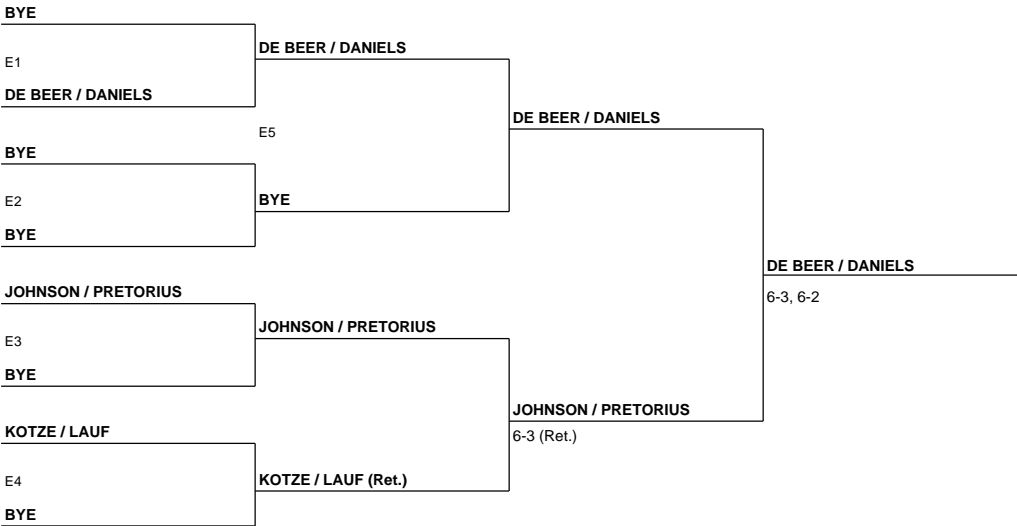 BYE
E1
DE BEER / DANIELS
BYE
E2
BYE
JOHNSON / PRETORIUS
E3
BYE
KOTZE / LAUF
E4
BYE
DE BEER / DANIELS
E5
BYE
JOHNSON / PRETORIUS
KOTZE / LAUF (Ret.)
DE BEER / DANIELS
JOHNSON / PRETORIUS
6-3 (Ret.)
DE BEER / DANIELS
6-3, 6-2